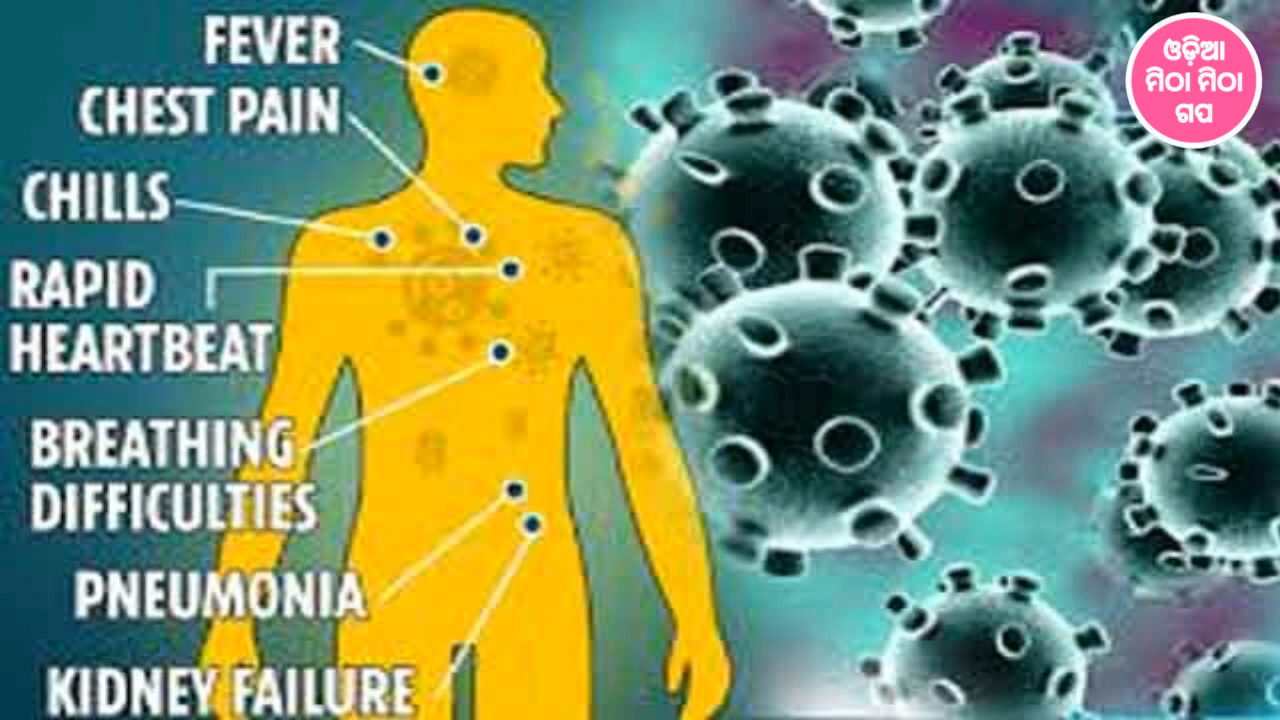 FEVER
CHEST PAIN
CHILLS
RAPID
HEARTBEAT
BREATHING
DIFFICULTIES
PNEUMONIA
KIDNEY FAILURE
ଓଡ଼ିଆ
ମିଠା ମିଠା
ଗପ